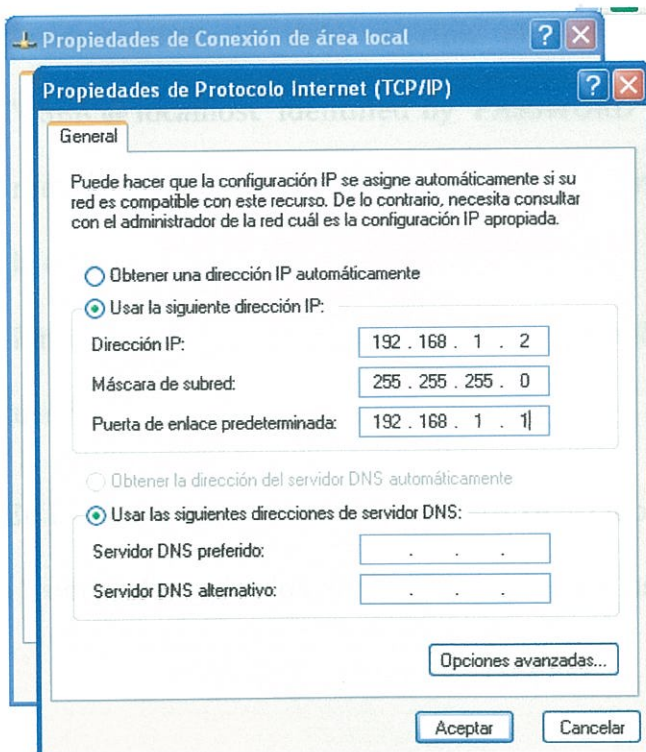 Propiedades de Conexión de área local
Propiedades de Protocolo Internet (TCP/IP)
General
Puede hacer que la configuración IP se asigne automáticamente si su
red es compatible con este recurso. De lo contrario, necesita consultar
con el administrador de la red cuál es la configuración IP apropiada.
Obtener una dirección IP automáticamente
Usar la siguiente dirección IP:
Dirección IP: 192 . 168 . 1 . 2
Máscara de subred: 255 . 255 . 255 . 0
Puerta de enlace predeterminada: 192 . 168 . 1 . 1
Obtener la dirección del servidor DNS automáticamente
Usar las siguientes direcciones de servidor DNS:
Servidor DNS preferido: . . .
Servidor DNS alternativo: . . .
Opciones avanzadas...
Aceptar Cancelar